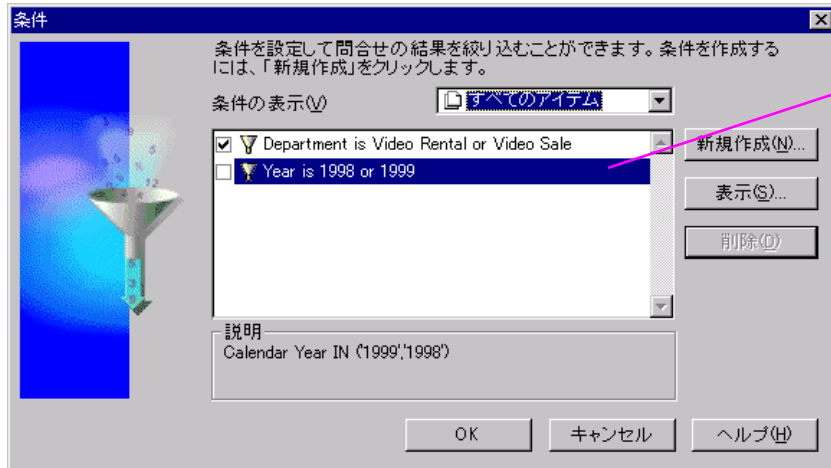 条件
条件を設定して問合せの結果を絞り込むことができます。条件を作成する
には、「新規作成」をクリックします。
条件の表示(V)
すべてのアイテム
Department is Video Rental or Video Sale
Year is 1998 or 1999
新規作成(N)...
表示(S)...
削除(D)
説明
Calendar Year IN ('1999','1998')
OK
キャンセル
ヘルプ(H)